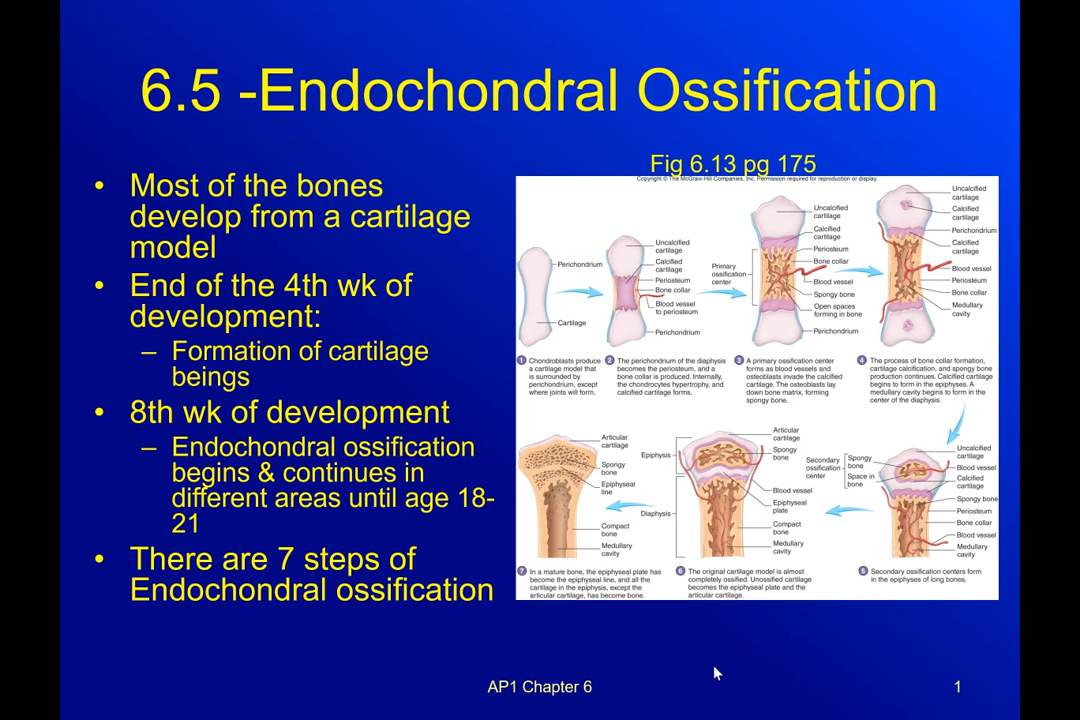 6.5 -Endochondral Ossification
• Most of the bones
develop from a cartilage
model
• End of the 4th wk of
development:
– Formation of cartilage
beings
• 8th wk of development
– Endochondral ossification
begins & continues in
different areas until age 18-
21
• There are 7 steps of
Endochondral ossification
Fig 6.13 pg 175
Copyright © The McGraw-Hill Companies, Inc. Permission required for reproduction or display.
Perichondrium
Cartilage
Uncalcified
cartilage
Calcified
cartilage
Periosteum
Bone collar
Blood vessel
to periosteum
Perichondrium
Primary
ossification
center
Uncalcified
cartilage
Calcified
cartilage
Periosteum
Bone collar
Blood vessel
Spongy bone
Open spaces
forming in bone
Perichondrium
Uncalcified
cartilage
Calcified
cartilage
Perichondrium
Calcified
cartilage
Blood vessel
Periosteum
Bone collar
Medullary
cavity
1 Chondroblasts produce
a cartilage model that
is surrounded by
perichondrium, except
where joints will form.
2 The perichondrium of the diaphysis
becomes the periosteum, and a
bone collar is produced. Internally,
the chondrocytes hypertrophy, and
calcified cartilage forms.
3 A primary ossification center
forms as blood vessels and
osteoblasts invade the calcified
cartilage. The osteoblasts lay
down bone matrix, forming
spongy bone.
4 The process of bone collar formation,
cartilage calcification, and spongy bone
production continues. Calcified cartilage
begins to form in the epiphyses. A
medullary cavity begins to form in the
center of the diaphysis.
Articular
cartilage
Spongy
bone
Epiphyseal
line
Compact
bone
Medullary
cavity
Epiphysis
Diaphysis
Articular
cartilage
Spongy
bone
Blood vessel
Epiphyseal
plate
Compact
bone
Medullary
cavity
Secondary
ossification
center
Spongy
bone
Space in
bone
Uncalcified
cartilage
Blood vessel
Calcified
cartilage
Spongy bone
Periosteum
Bone collar
Blood vessel
Medullary
cavity
7 In a mature bone, the epiphyseal plate has
become the epiphyseal line, and all the
cartilage in the epiphysis, except the
articular cartilage, has become bone.
6 The original cartilage model is almost
completely ossified. Unossified cartilage
becomes the epiphyseal plate and the
articular cartilage.
5 Secondary ossification centers form
in the epiphyses of long bones.
AP1 Chapter 6
1